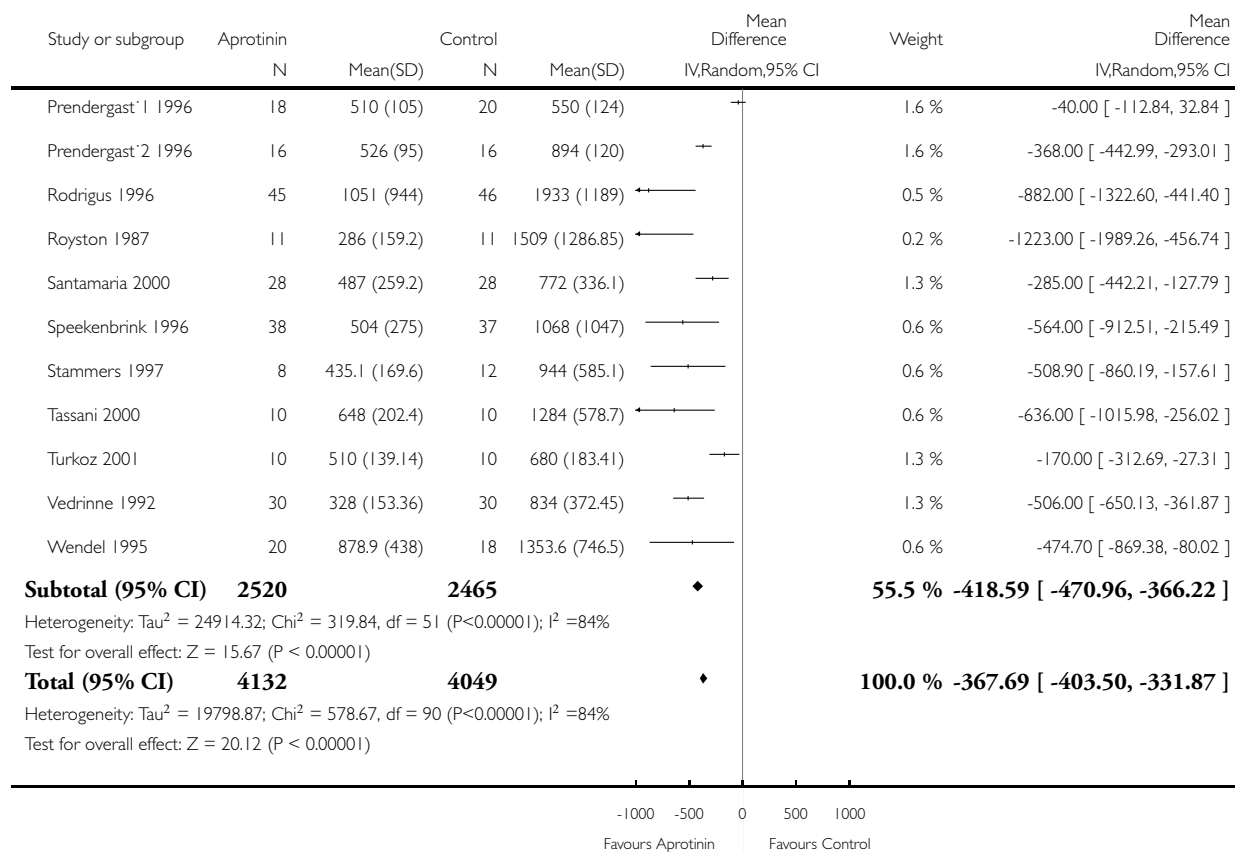 Study or subgroup Aprotinin Control Mean Difference Weight Mean Difference
N Mean(SD) N Mean(SD) IV,Random,95% CI IV,Random,95% CI
Prendergast˙1 1996 18 510 (105) 20 550 (124) 1.6 % -40.00 [ -112.84, 32.84 ]
Prendergast˙2 1996 16 526 (95) 16 894 (120) 1.6 % -368.00 [ -442.99, -293.01 ]
Rodrigus 1996 45 1051 (944) 46 1933 (1189) 0.5 % -882.00 [ -1322.60, -441.40 ]
Royston 1987 11 286 (159.2) 11 1509 (1286.85) 0.2 % -1223.00 [ -1989.26, -456.74 ]
Santamaria 2000 28 487 (259.2) 28 772 (336.1) 1.3 % -285.00 [ -442.21, -127.79 ]
Speekenbrink 1996 38 504 (275) 37 1068 (1047) 0.6 % -564.00 [ -912.51, -215.49 ]
Stammers 1997 8 435.1 (169.6) 12 944 (585.1) 0.6 % -508.90 [ -860.19, -157.61 ]
Tassani 2000 10 648 (202.4) 10 1284 (578.7) 0.6 % -636.00 [ -1015.98, -256.02 ]
Turkoz 2001 10 510 (139.14) 10 680 (183.41) 1.3 % -170.00 [ -312.69, -27.31 ]
Vedrinne 1992 30 328 (153.36) 30 834 (372.45) 1.3 % -506.00 [ -650.13, -361.87 ]
Wendel 1995 20 878.9 (438) 18 1353.6 (746.5) 0.6 % -474.70 [ -869.38, -80.02 ]
Subtotal (95% CI) 2520 2465 55.5 % -418.59 [ -470.96, -366.22 ]
Heterogeneity: Tau² = 24914.32; Chi² = 319.84, df = 51 (P<0.00001); I² =84%
Test for overall effect: Z = 15.67 (P < 0.00001)
Total (95% CI) 4132 4049 100.0 % -367.69 [ -403.50, -331.87 ]
Heterogeneity: Tau² = 19798.87; Chi² = 578.67, df = 90 (P<0.00001); I² =84%
Test for overall effect: Z = 20.12 (P < 0.00001)
-1000 -500 0 500 1000
Favours Aprotinin Favours Control